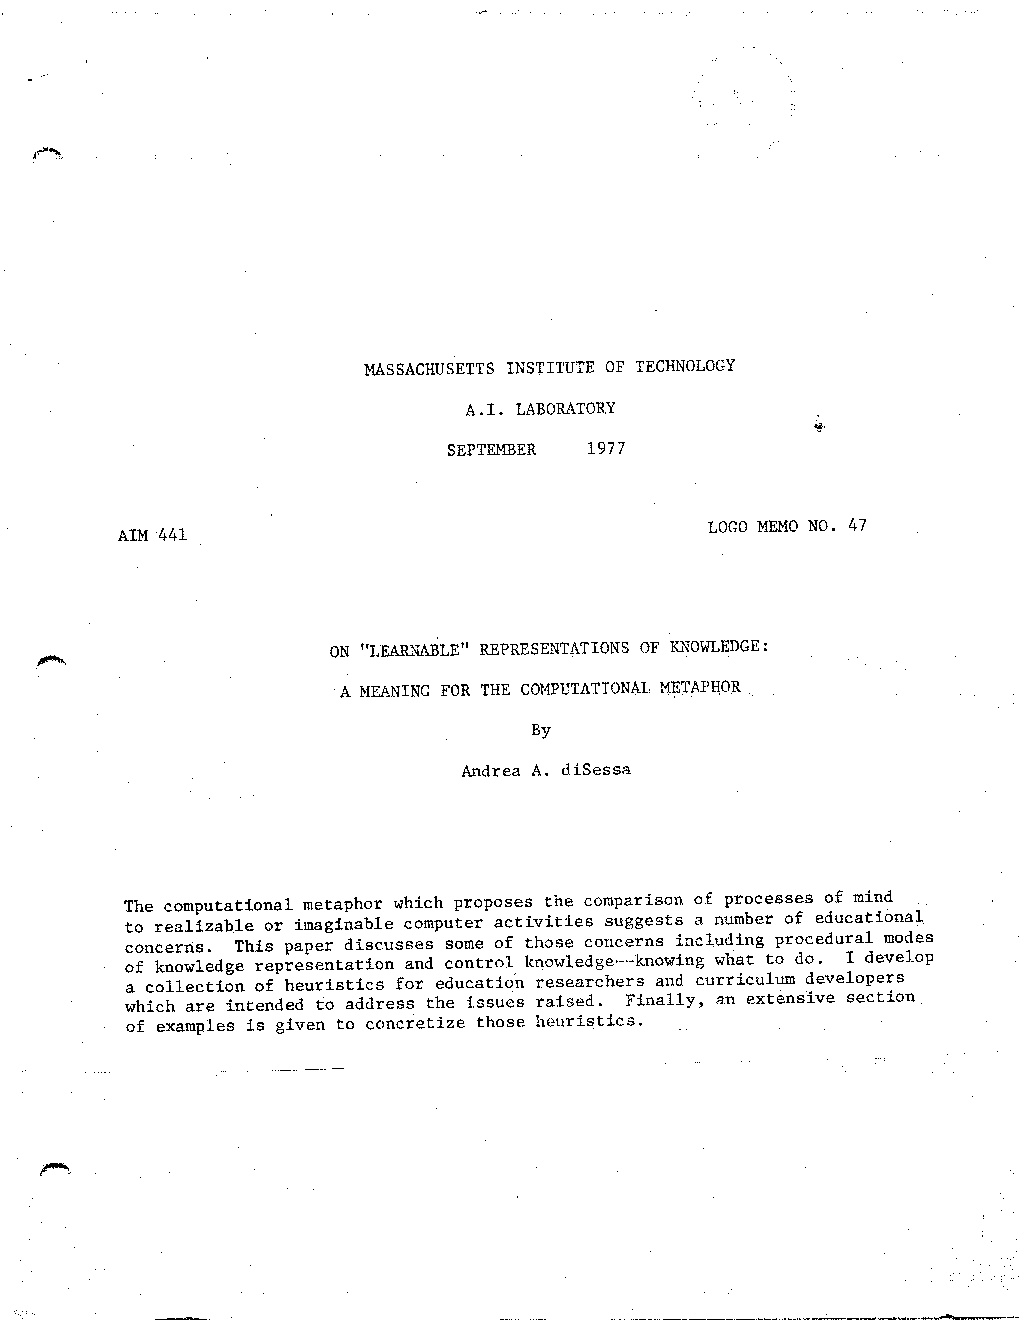 MASSACHUSETTS INSTITUTE OF TECHNOLOGY
A.I. LABORATORY
SEPTEMBER 1977
AIM 441
LOGO MEMO NO. 47
ON "LEARNABLE" REPRESENTATIONS OF KNOWLEDGE:
A MEANING FOR THE COMPUTATIONAL METAPHOR
By
Andrea A. diSessa
The computational metaphor which proposes the comparison of processes of mind
to realizable or imaginable computer activities suggests a number of educational
concerns. This paper discusses some of those concerns including procedural modes
of knowledge representation and control knowledge--knowing what to do. I develop
a collection of heuristics for education researchers and curriculum developers
which are intended to address the issues raised. Finally, an extensive section
of examples is given to concretize those heuristics.